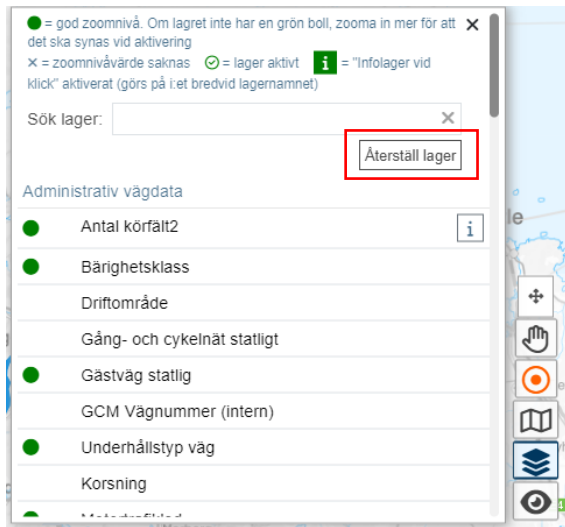 = god zoomnivå. Om lagret inte har en grön boll, zooma in mer för att
det ska synas vid aktivering
× = zoomnivåvärde saknas = lager aktivt i = "Infolager vid
klick" aktiverat (görs på i:et bredvid lagernamnet)
Sök lager:
Återställ lager
Administrativ vägdata
Antal körfält2 i
Bärighetsklass
Driftområde
Gång- och cykelnät statligt
Gästväg statlig
GCM Vägnummer (intern)
Underhållstyp väg
Korsning
le